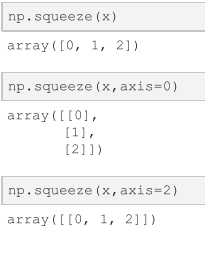 np.squeeze(x)
array([0, 1, 2])
np.squeeze(x,axis=0)
array([[0],
       [1],
       [2]])
np.squeeze(x,axis=2)
array([[0, 1, 2]])